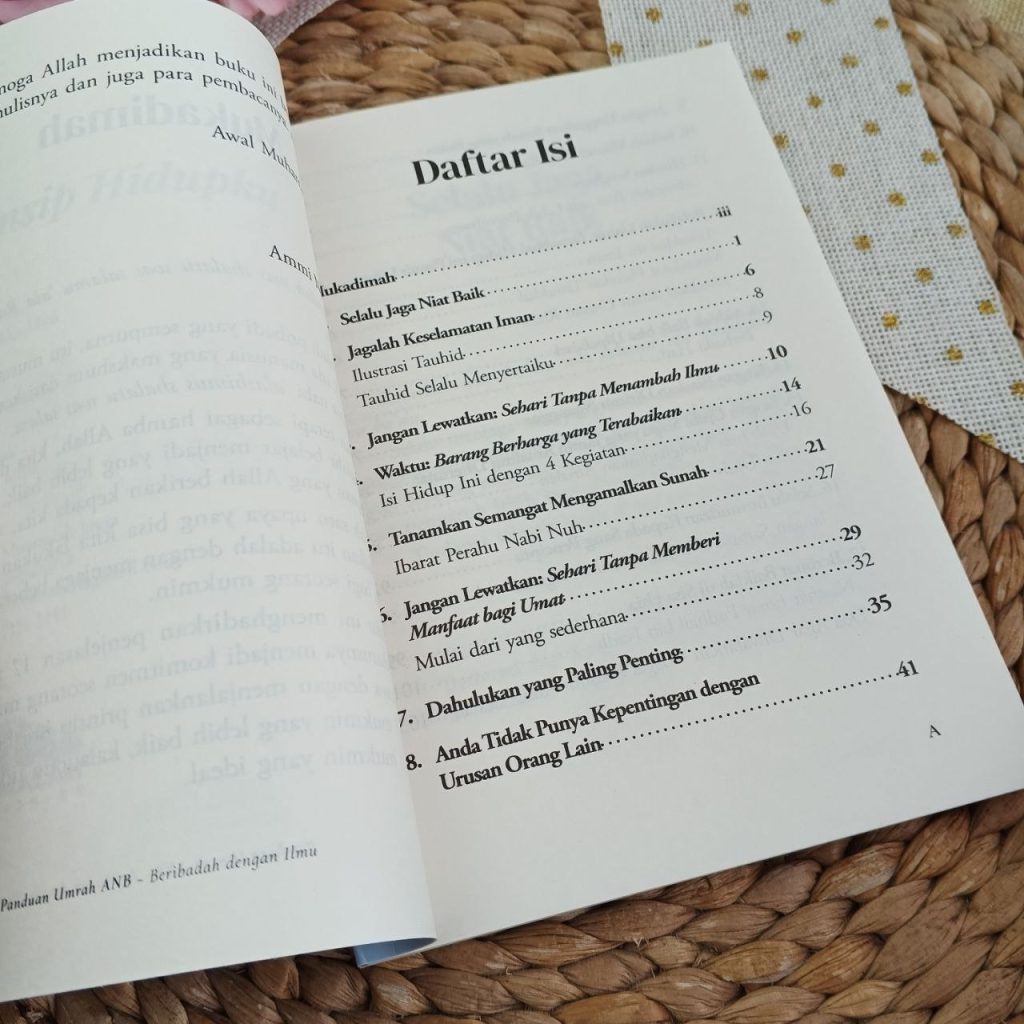 moga Allah menjadikan buku ini
nulisnya dan juga para pembacanya
Awal Muhar
Ammi
Panduan Umrah ANB - Beribadah dengan Ilmu
Daftar Isi
Mukadimah iii
Selalu Jaga Niat Baik 1
Jagalah Keselamatan Iman 6
Ilustrasi Tauhid 8
Tauhid Selalu Menyertaiku 9
Jangan Lewatkan: Sehari Tanpa Menambah Ilmu 10
Waktu: Barang Berharga yang Terabaikan 14
Isi Hidup Ini dengan 4 Kegiatan 16
Tanamkan Semangat Mengamalkan Sunah 21
Ibarat Perahu Nabi Nuh 27
Jangan Lewatkan: Sehari Tanpa Memberi
Manfaat bagi Umat 29
Mulai dari yang sederhana 32
7. Dahulukan yang Paling Penting 35
8. Anda Tidak Punya Kepentingan dengan
Urusan Orang Lain 41
A